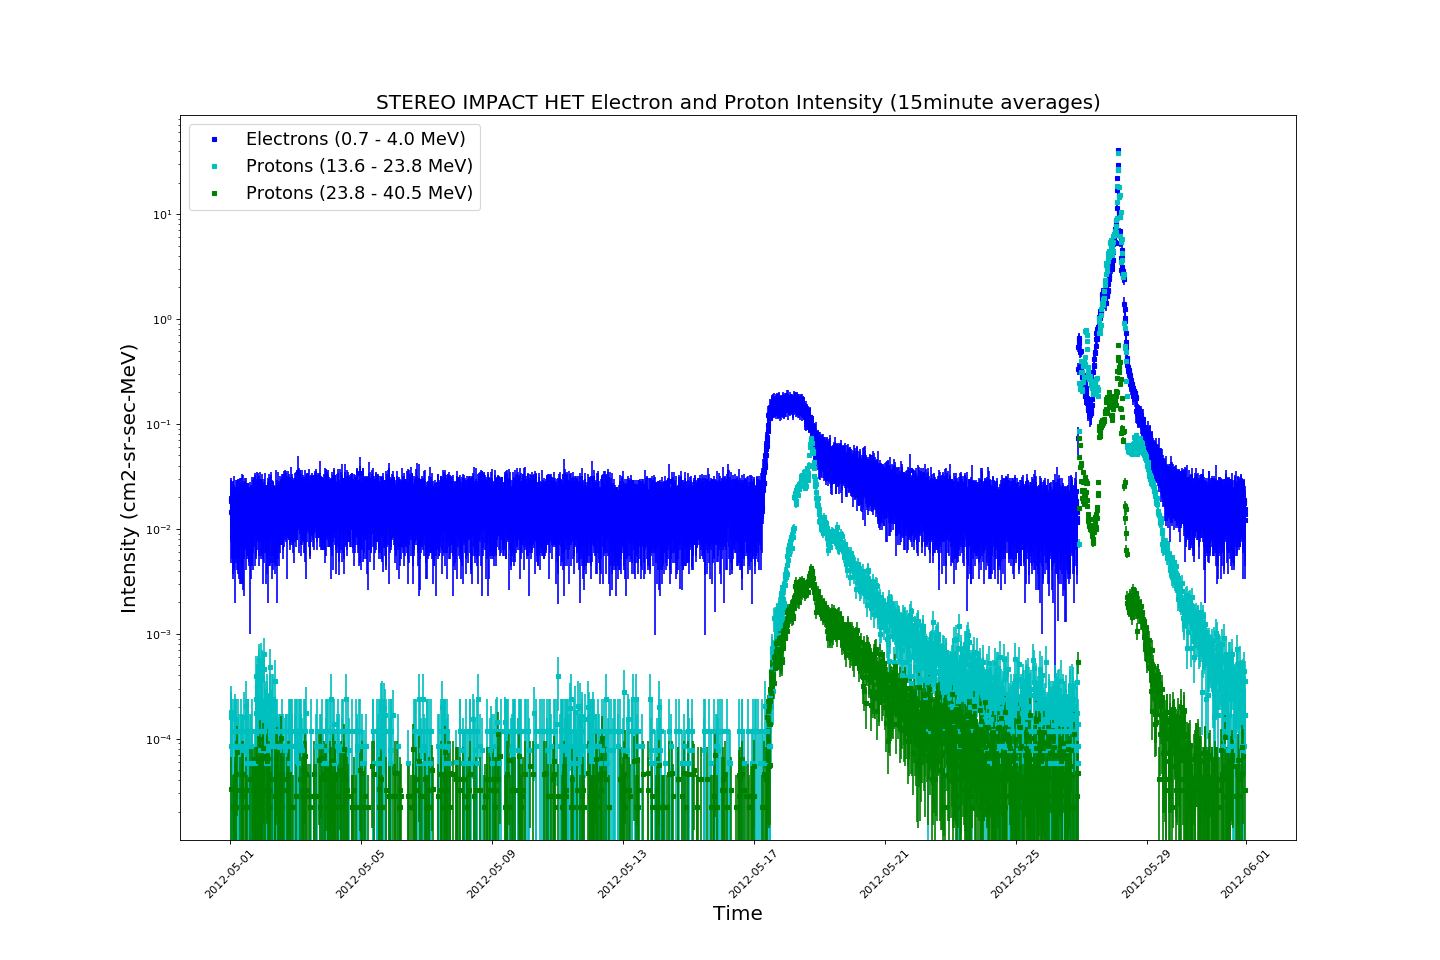 STEREO IMPACT HET Electron and Proton Intensity (15minute averages)
Electrons (0.7 - 4.0 MeV)
Protons (13.6 - 23.8 MeV)
Protons (23.8 - 40.5 MeV)
Intensity (cm2-sr-sec-MeV)
10¹
10⁰
10⁻¹
10⁻²
10⁻³
10⁻⁴
2012-05-01
2012-05-05
2012-05-09
2012-05-13
2012-05-17
2012-05-21
2012-05-25
2012-05-29
2012-06-01
Time